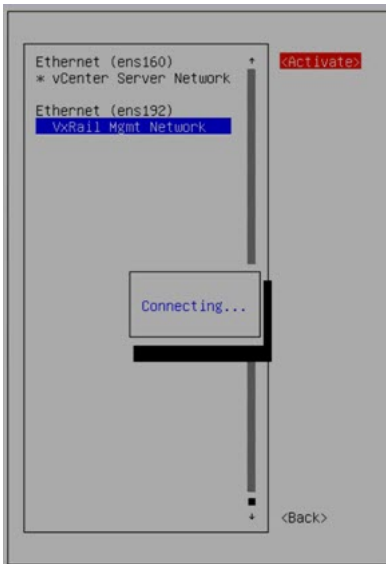 Ethernet (ens160)
<Activate>
* vCenter Server Network
Ethernet (ens192)
VxRail Mgmt Network
Connecting...
<Back>